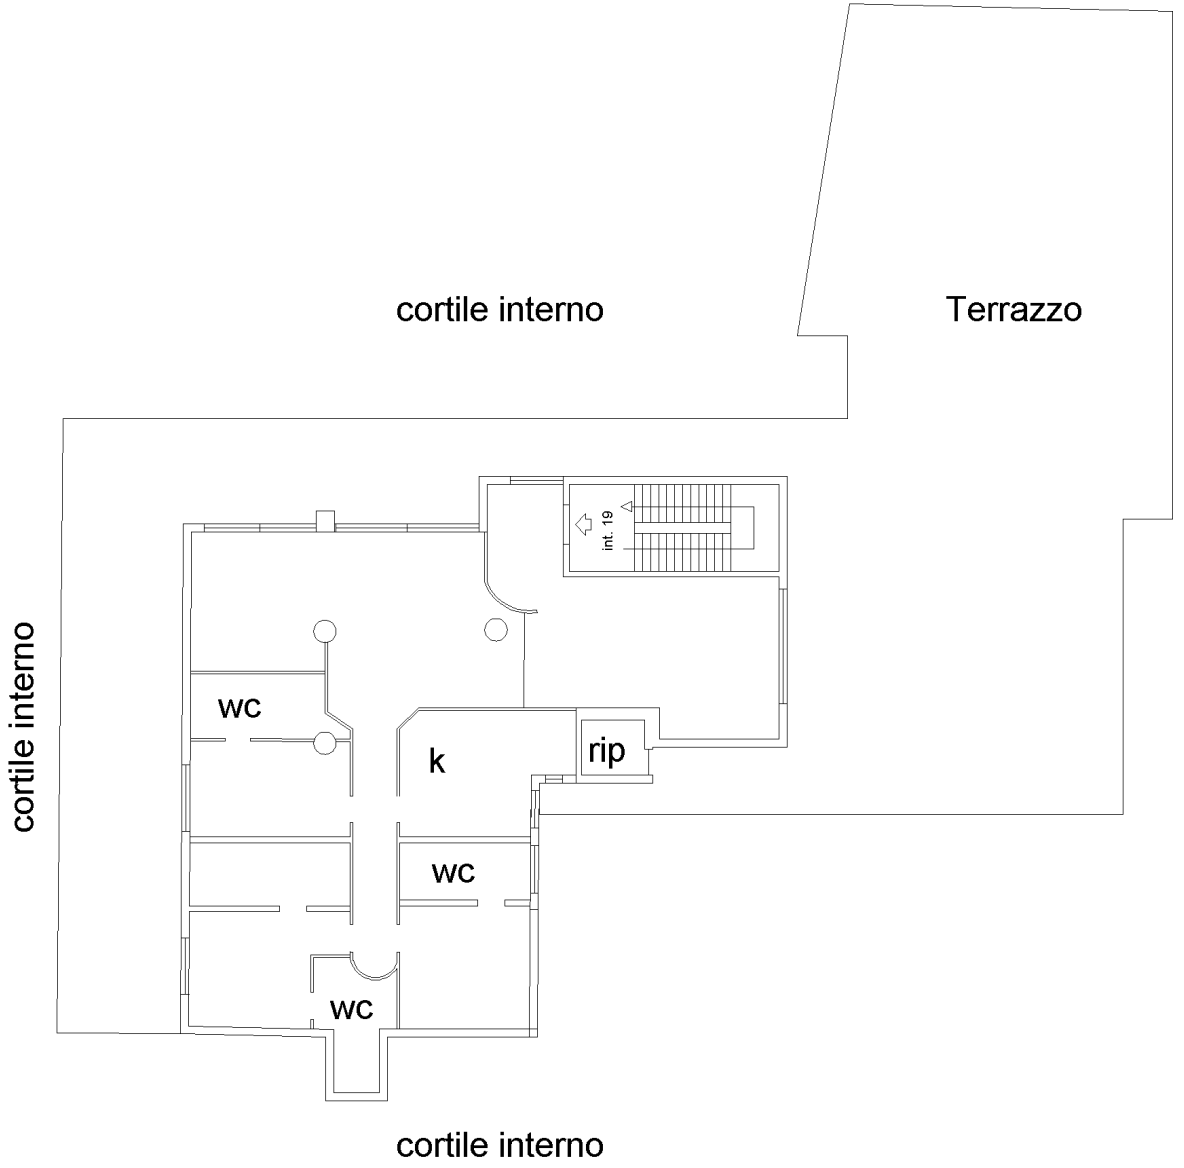 cortile interno
Terrazzo
int. 19
cortile interno
wc
k
rip
wc
wc
cortile interno